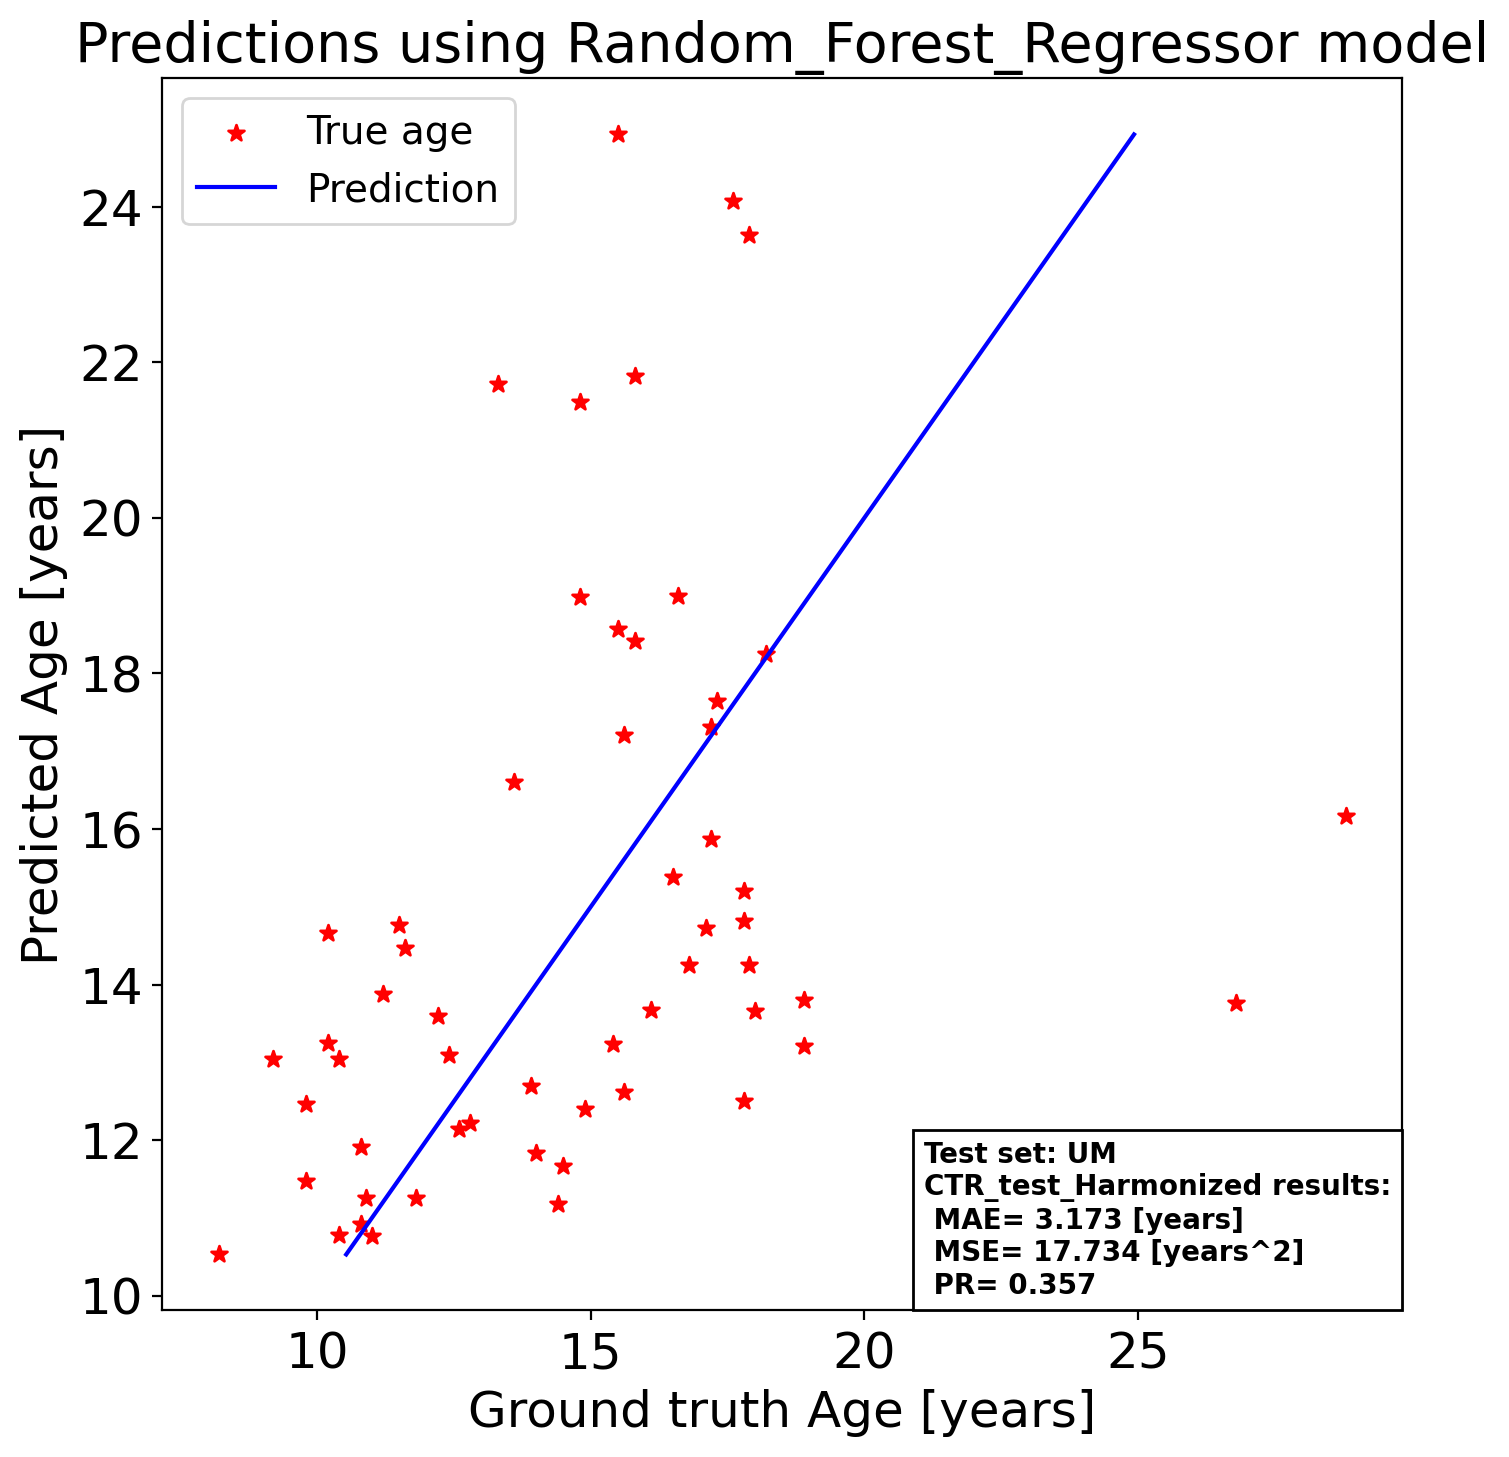 Predictions using Random_Forest_Regressor model
True age
Prediction
24
22
20
18
16
14
12
10
Predicted Age [years]
Test set: UM
CTR_test_Harmonized results:
MAE= 3.173 [years]
MSE= 17.734 [years^2]
PR= 0.357
10
15
20
25
Ground truth Age [years]